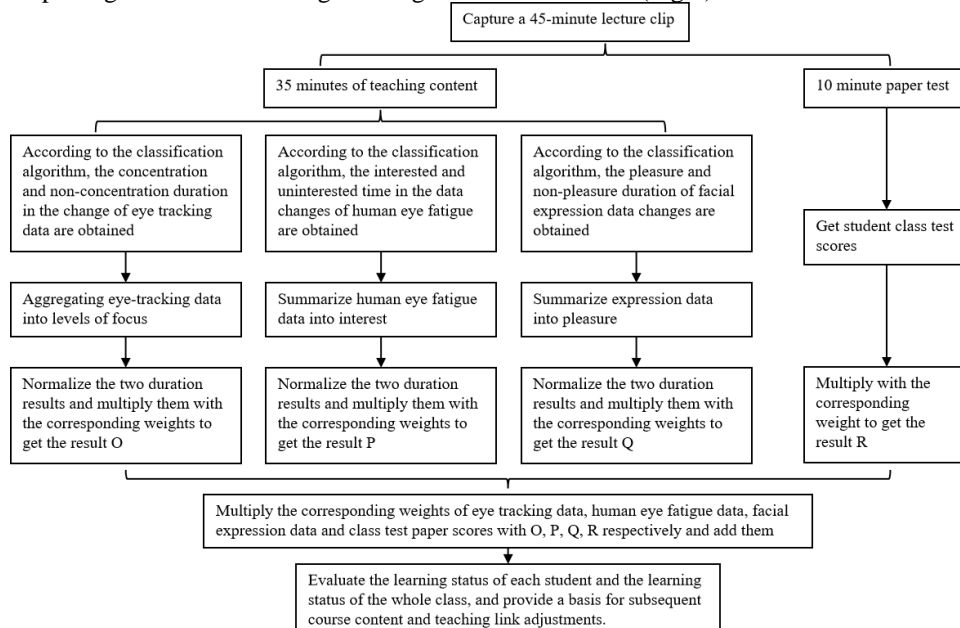 Capture a 45-minute lecture clip
35 minutes of teaching content
10 minute paper test
According to the classification
algorithm, the concentration
and non-concentration duration
in the change of eye tracking
data are obtained
According to the classification
algorithm, the interested and
uninterested time in the data
changes of human eye fatigue
are obtained
According to the classification
algorithm, the pleasure and
non-pleasure duration of facial
expression data changes are
obtained
Get student class test
scores
Aggregating eye-tracking data
into levels of focus
Summarize human eye fatigue
data into interest
Summarize expression data
into pleasure
Normalize the two duration
results and multiply them with
the corresponding weights to
get the result O
Normalize the two duration
results and multiply them with
the corresponding weights to
get the result P
Normalize the two duration
results and multiply them with
the corresponding weights to
get the result Q
Multiply with the
corresponding
weight to get the
result R
Multiply the corresponding weights of eye tracking data, human eye fatigue data, facial
expression data and class test paper scores with O, P, Q, R respectively and add them
Evaluate the learning status of each student and the learning
status of the whole class, and provide a basis for subsequent
course content and teaching link adjustments.